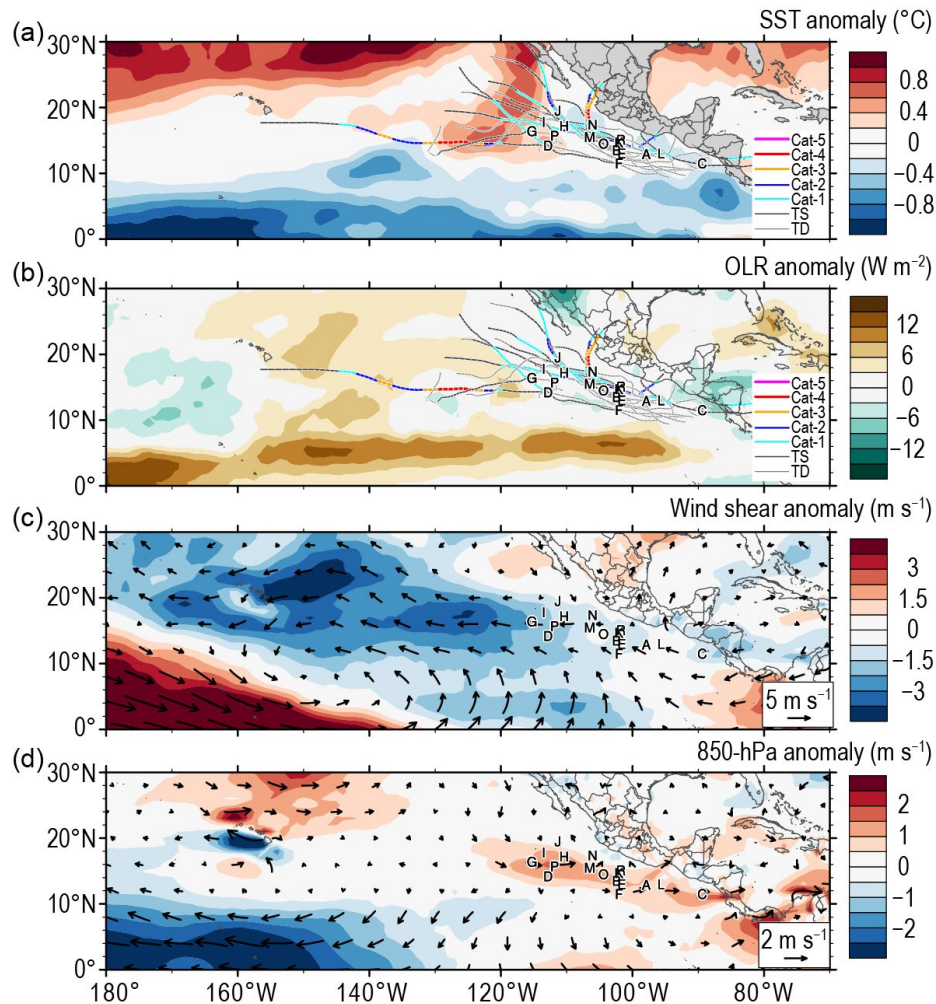 (a) SST anomaly (°C)
30°N
20°N
10°N
0°
J
I
G P H N
D M O R
K
B
E
F
A L C
Cat-5
Cat-4
Cat-3
Cat-2
Cat-1
TS
TD
0.8
0.4
0
−0.4
−0.8
(b) OLR anomaly (W m⁻²)
30°N
20°N
10°N
0°
J
I
G P H N
D M O R
F
A L C
Cat-5
Cat-4
Cat-3
Cat-2
Cat-1
TS
TD
12
6
0
−6
−12
(c) Wind shear anomaly (m s⁻¹)
30°N
20°N
10°N
0°
J
I
G P H N
D M O R
F
A L C
5 m s⁻¹
3
1.5
0
−1.5
−3
(d) 850-hPa anomaly (m s⁻¹)
30°N
20°N
10°N
0°
J
I
G P H N
D M O R
F
A L C
2 m s⁻¹
2
1
0
−1
−2
180° 160°W 140°W 120°W 100°W 80°W